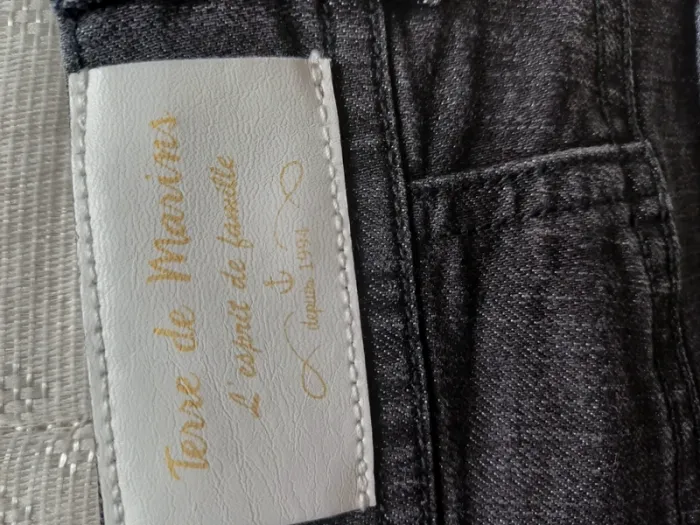 Terre de Marins
L'esprit de famille
depuis 1994